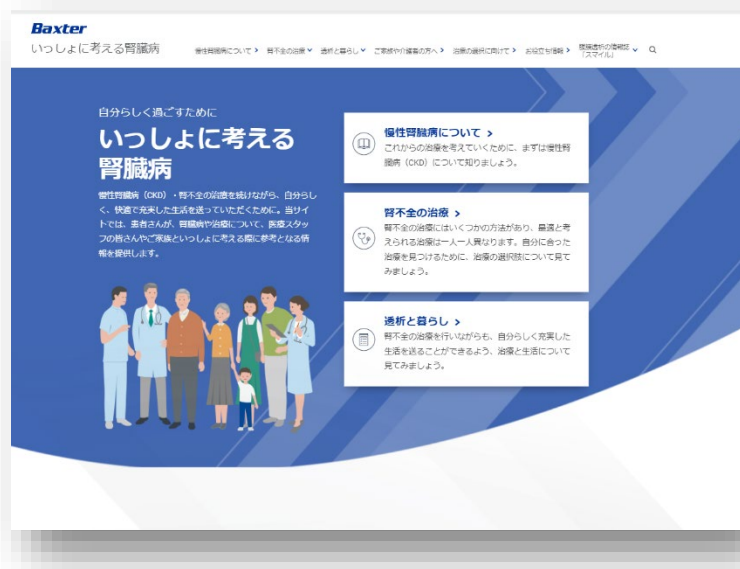 Baxter
いっしょに考える腎臓病
慢性腎臓病について >
腎不全の治療
透析と暮らし
ご家族や介護者の方へ >
治療の選択に向けて >
お役立ち情報 >
腹膜透析の情報誌
「スマイル」
自分らしく過ごすために
いっしょに考える
腎臓病
慢性腎臓病（CKD）・腎不全の治療を続けながら、自分らし
く、快適で充実した生活を送っていただくために。当サイ
トでは、患者さんが、腎臓病や治療について、医療スタッ
フの皆さんやご家族といっしょに考える際に参考となる情
報を提供します。
慢性腎臓病について >
これからの治療を考えていくために、まずは慢性腎
臓病（CKD）について知りましょう。
腎不全の治療 >
腎不全の治療にはいくつかの方法があり、最適と考
えられる治療は一人一人異なります。自分に合った
治療を見つけるために、治療の選択肢について見て
みましょう。
透析と暮らし >
腎不全の治療を行いながらも、自分らしく充実した
生活を送ることができるよう、治療と生活について
見てみましょう。